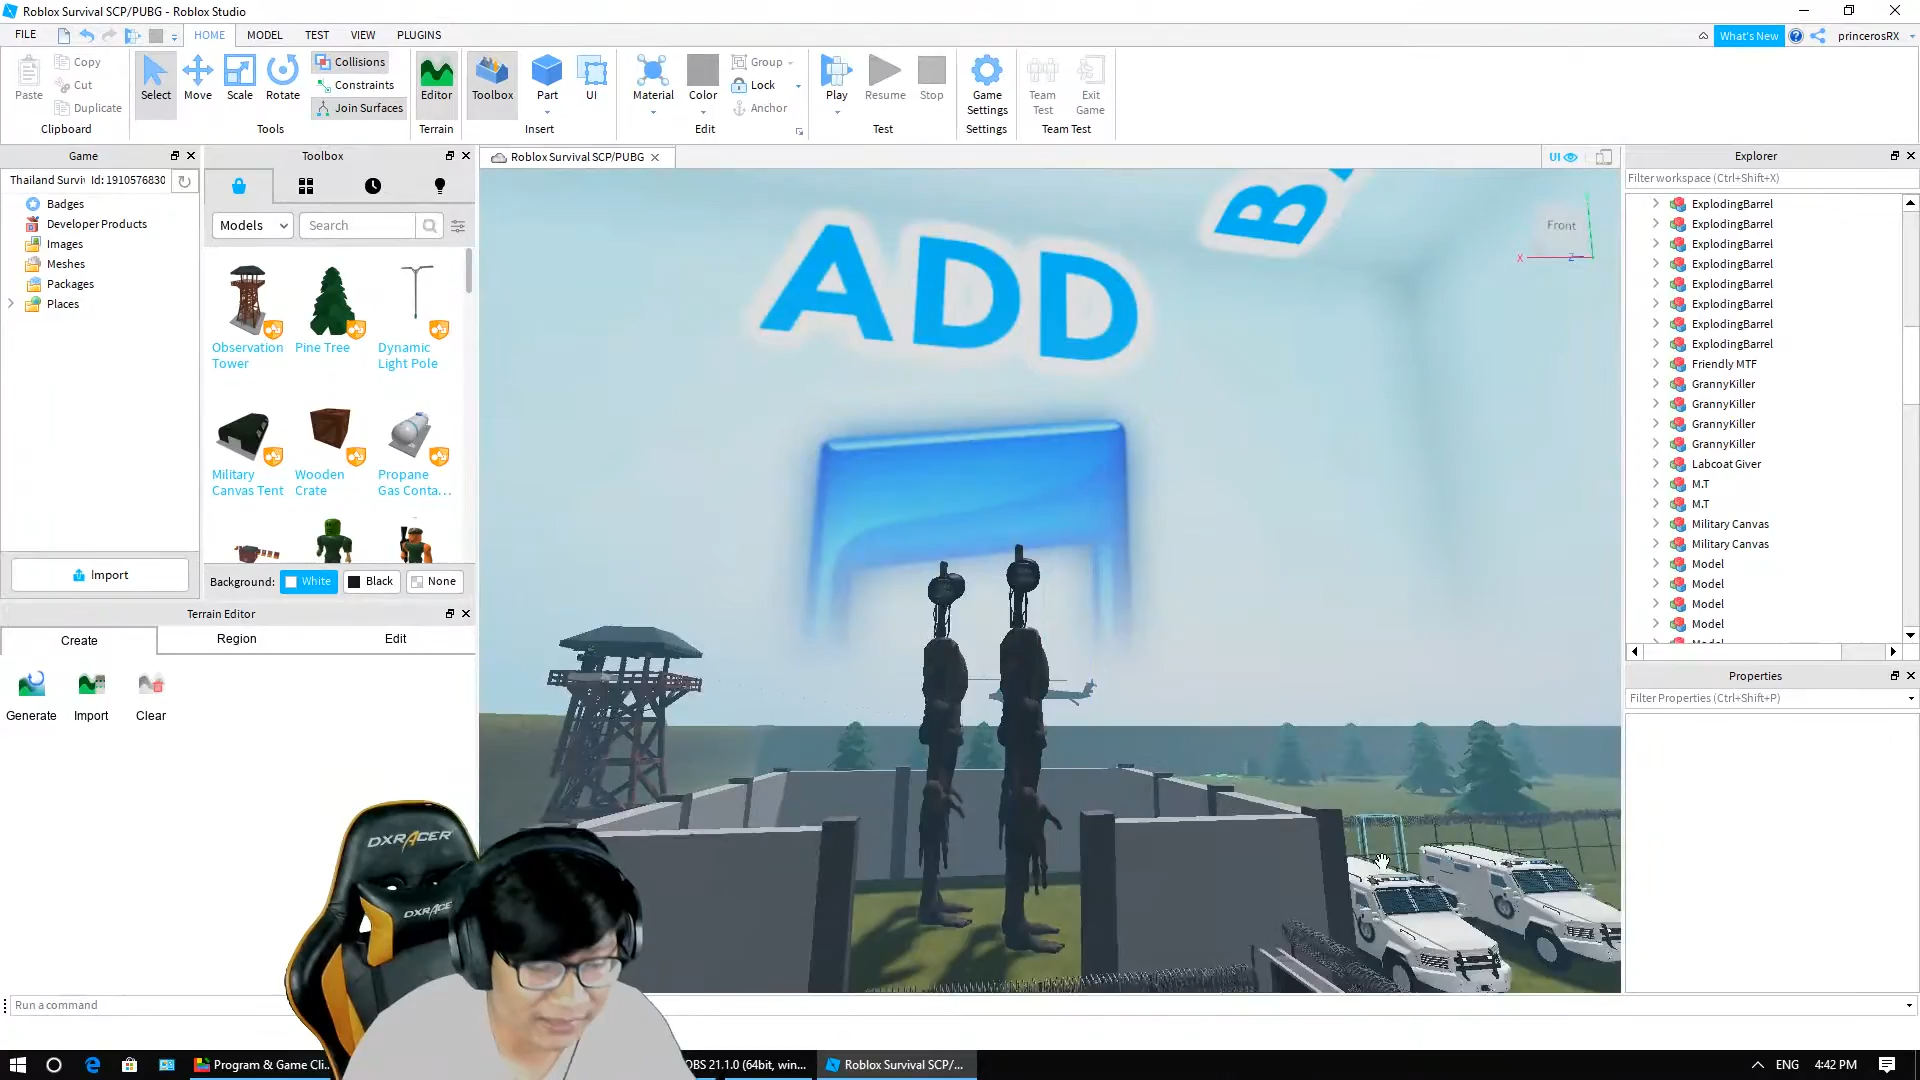 Roblox Survival SCP/PUBG - Roblox Studio
FILE HOME MODEL TEST VIEW PLUGINS What's New princerosRX
Paste Copy Cut Duplicate Clipboard
Select Move Scale Rotate Collisions Constraints Join Surfaces Tools
Editor Terrain
Toolbox Part UI Insert
Material Color Group Lock Anchor Edit
Play Resume Stop Test
Game Settings Settings
Team Test Exit Game Team Test
Game
Thailand Survi Id: 1910576830
Badges
Developer Products
Images
Meshes
Packages
Places
Import
Toolbox
Models Search
Observation Tower
Pine Tree
Dynamic Light Pole
Military Canvas Tent
Wooden Crate
Propane Gas Conta...
Background: White Black None
Terrain Editor
Create Region Edit
Generate Import Clear
Roblox Survival SCP/PUBG
UI
ADD
Front
X
Z
DXRACER
Explorer
Filter workspace (Ctrl+Shift+X)
ExplodingBarrel
ExplodingBarrel
ExplodingBarrel
ExplodingBarrel
ExplodingBarrel
ExplodingBarrel
ExplodingBarrel
ExplodingBarrel
Friendly MTF
GrannyKiller
GrannyKiller
GrannyKiller
GrannyKiller
Labcoat Giver
M.T
M.T
Military Canvas
Military Canvas
Model
Model
Model
Model
Properties
Filter Properties (Ctrl+Shift+P)
Run a command
Program & Game Cli...
OBS 21.1.0 (64bit, win...
Roblox Survival SCP/...
ENG 4:42 PM